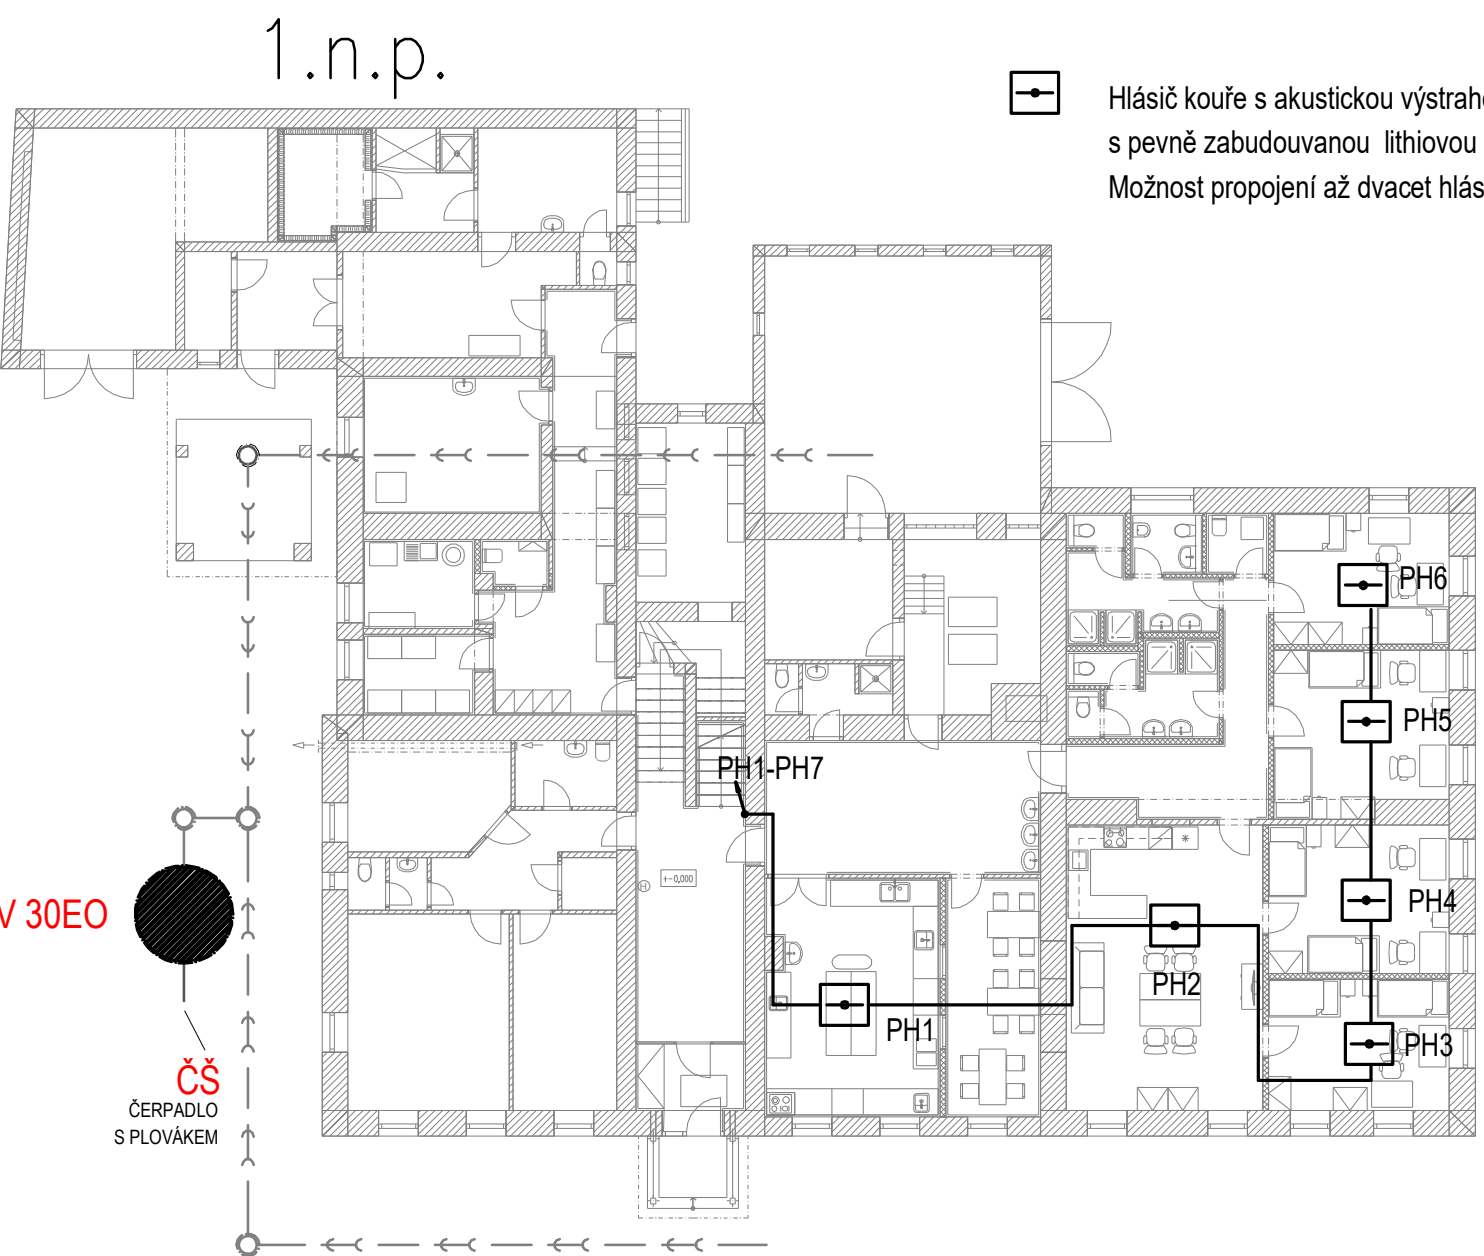 1.n.p.
Hlásič kouře s akustickou výstrah
s pevně zabudouvanou lithiovou
Možnost propojení až dvacet hlás
PH6
PH5
PH1-PH7
+-0,000
H
PH4
V 30EO
PH2
PH1
PH3
ČŠ
ČERPADLO
S PLOVÁKEM